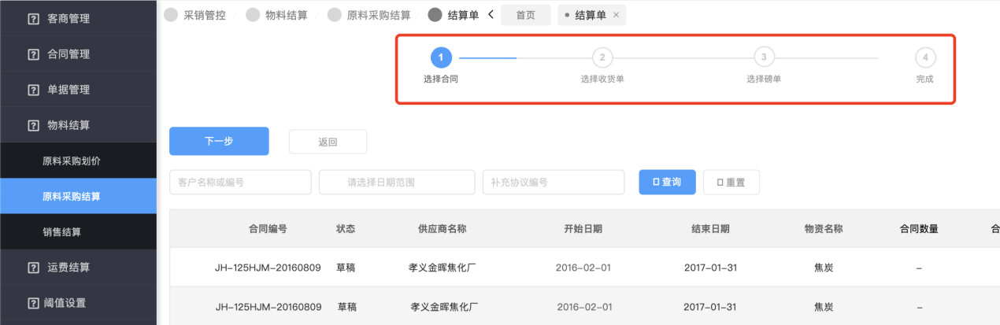 客商管理
合同管理
单据管理
物料结算
原料采购划价
原料采购结算
销售结算
运费结算
阈值设置
采销管控 物料结算 原料采购结算 结算单 首页 • 结算单 ×
1 2 3 4
选择合同 选择收货单 选择磅单 完成
下一步 返回
客户名称或编号 请选择日期范围 补充协议编号 查询 重置
合同编号 状态 供应商名称 开始日期 结束日期 物资名称 合同数量 合
JH-125HJM-20160809 草稿 孝义金晖焦化厂 2016-02-01 2017-01-31 焦炭 –
JH-125HJM-20160809 草稿 孝义金晖焦化厂 2016-02-01 2017-01-31 焦炭 –